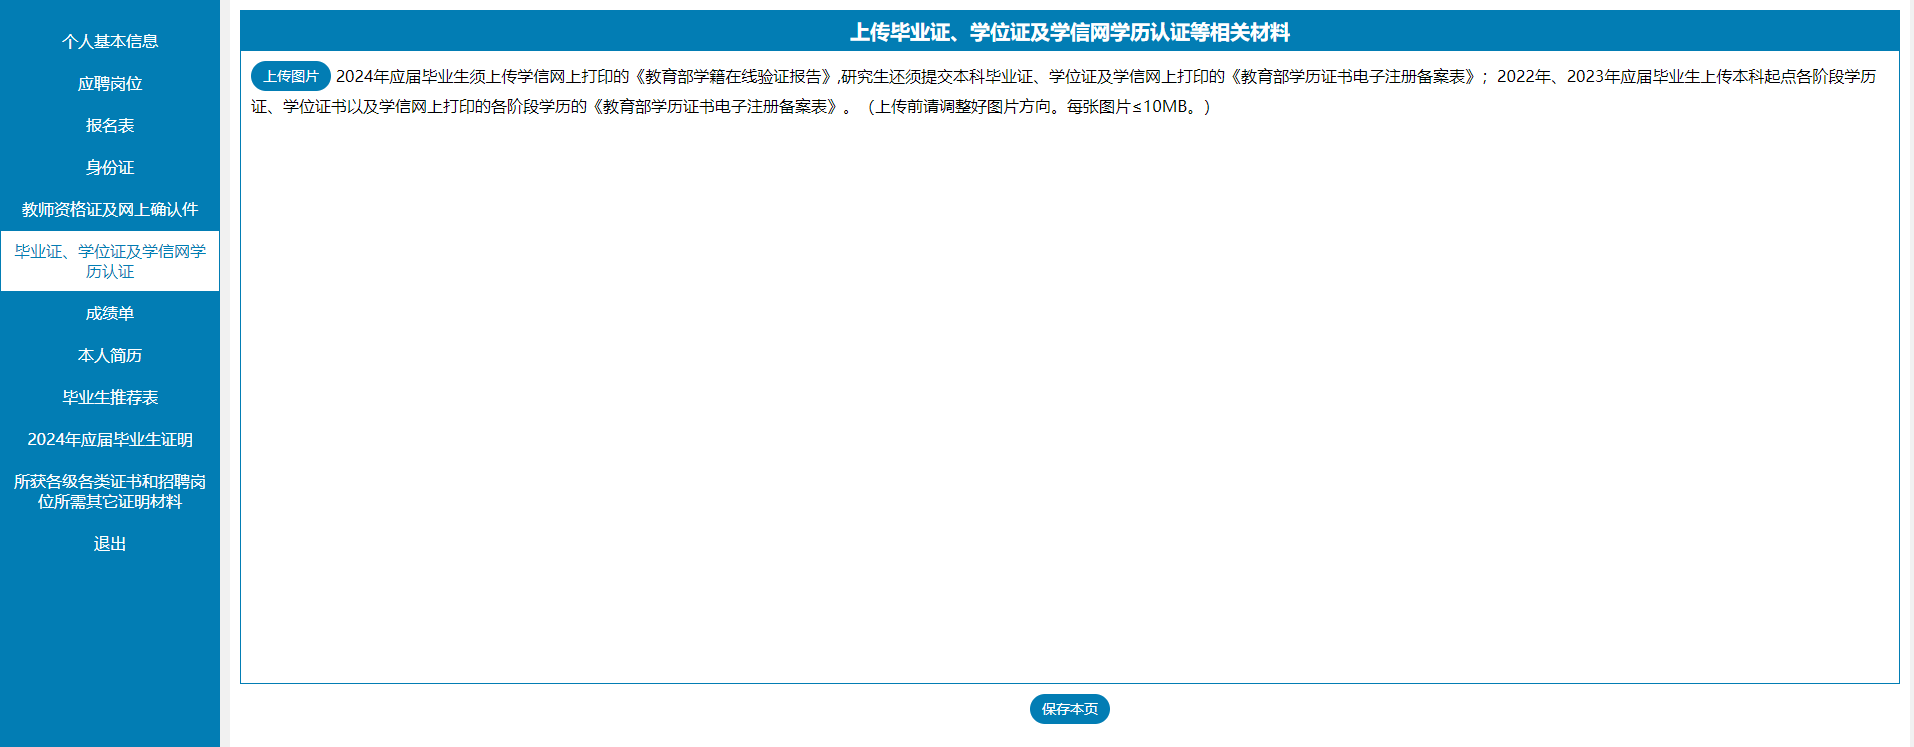 个人基本信息
应聘岗位
报名表
身份证
教师资格证及网上确认件
毕业证、学位证及学信网学
历认证
成绩单
本人简历
毕业生推荐表
2024年应届毕业生证明
所获各级各类证书和招聘岗
位所需其它证明材料
退出
上传毕业证、学位证及学信网学历认证等相关材料
上传图片 2024年应届毕业生须上传学信网上打印的《教育部学籍在线验证报告》,研究生还须提交本科毕业证、学位证及学信网上打印的《教育部学历证书电子注册备案表》；2022年、2023年应届毕业生上传本科起点各阶段学历
证、学位证书以及学信网上打印的各阶段学历的《教育部学历证书电子注册备案表》。（上传前请调整好图片方向。每张图片≤10MB。）
保存本页